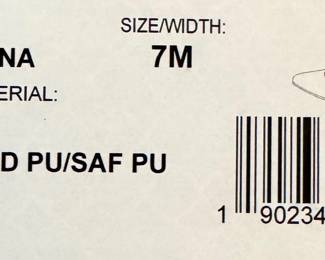 SIZE/WIDTH:
NA 7M
ERIAL:
D PU/SAF PU
1 90234